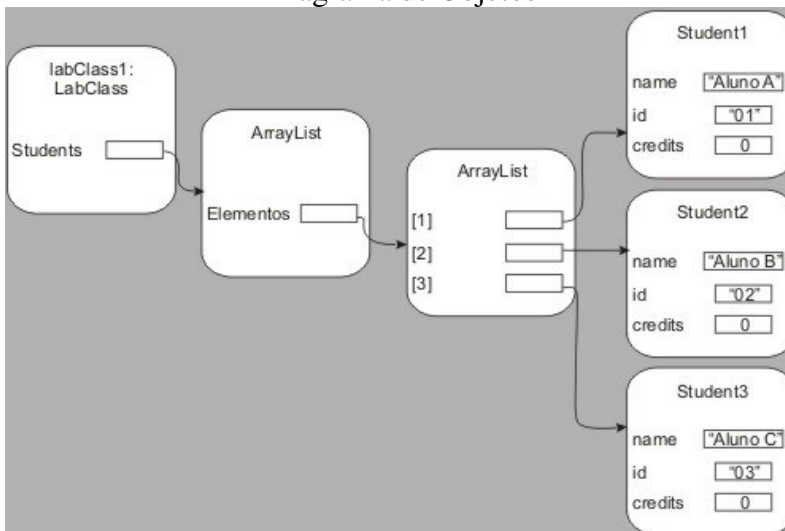 labClass1:
LabClass
Students
ArrayList
Elementos
ArrayList
[1]
[2]
[3]
Student1
name "Aluno A"
id "01"
credits 0
Student2
name "Aluno B"
id "02"
credits 0
Student3
name "Aluno C"
id "03"
credits 0